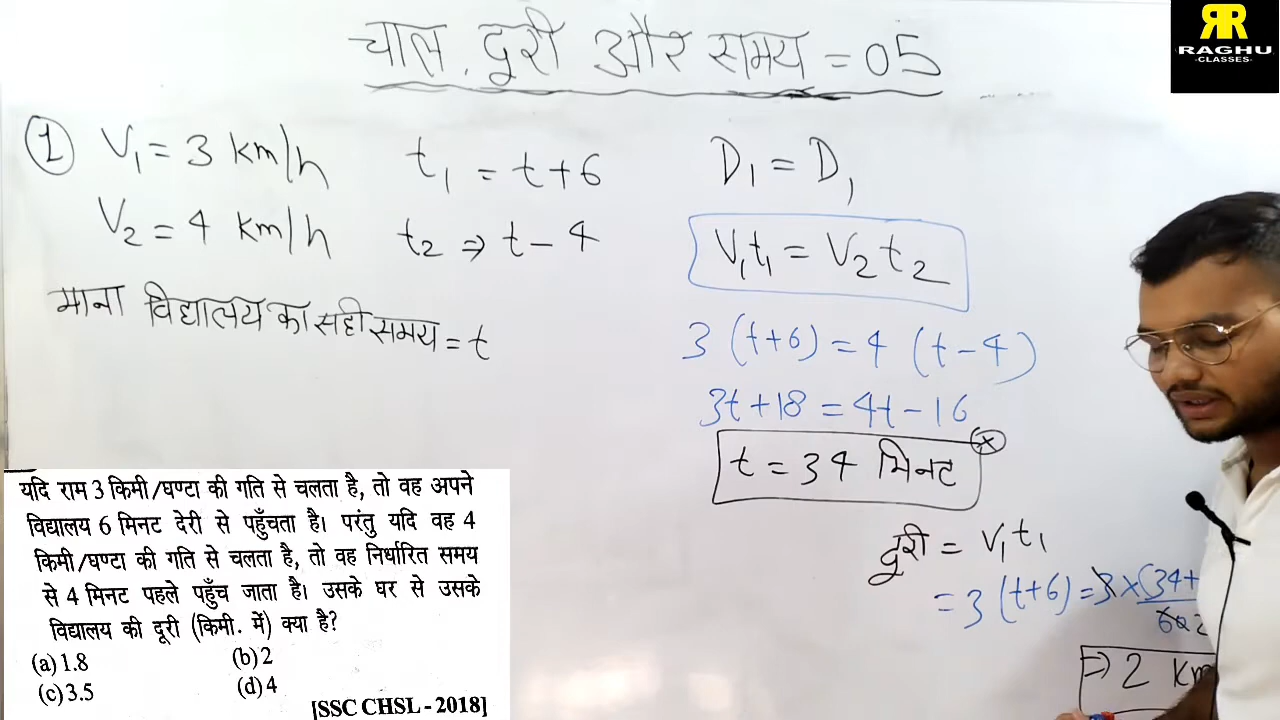 चाल, दूरी और समय = 05
RAGHU
-CLASSES-
① V₁ = 3 km/h t₁ = t+6 D₁ = D₁
V₂ = 4 km/h t₂ ⇒ t - 4 V₁t₁ = V₂t₂
माना विद्यालय का सही समय = t
3 (t+6) = 4 (t-4)
3t+18 = 4t-16
t = 34 मिनट
दूरी = V₁t₁
= 3 (t+6) = 3 × (34+
60 2
⇒ 2 Km
यदि राम 3 किमी/घण्टा की गति से चलता है, तो वह अपने
विद्यालय 6 मिनट देरी से पहुँचता है। परंतु यदि वह 4
किमी/घण्टा की गति से चलता है, तो वह निर्धारित समय
से 4 मिनट पहले पहुँच जाता है। उसके घर से उसके
विद्यालय की दूरी (किमी. में) क्या है?
(a) 1.8 (b) 2
(c) 3.5 (d) 4
[SSC CHSL - 2018]